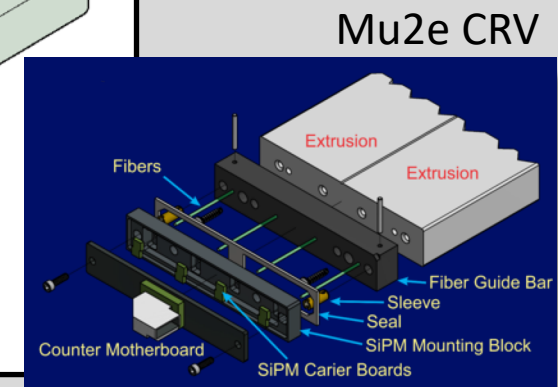 Mu2e CRV
Extrusion
Extrusion
Fibers
Fiber Guide Bar
Sleeve
Seal
SiPM Mounting Block
Counter Motherboard
SiPM Carier Boards